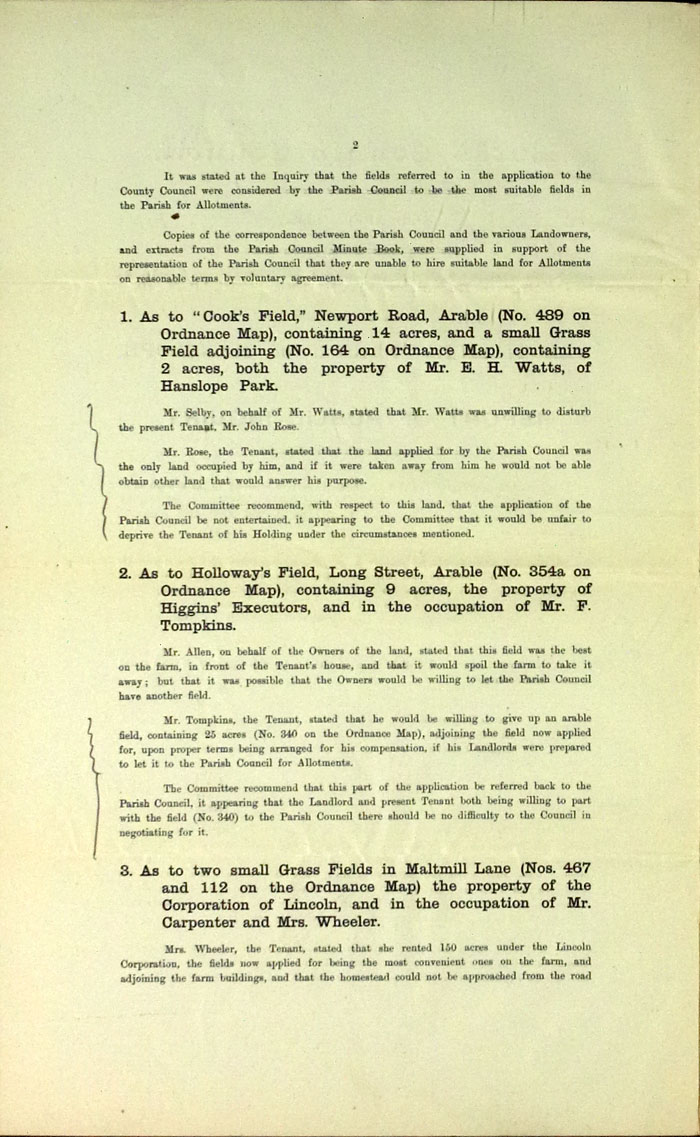 2
It was stated at the Inquiry that the fields referred to in the application to the
County Council were considered by the Parish Council to be the most suitable fields in
the Parish for Allotments.
Copies of the correspondence between the Parish Council and the various Landowners,
and extracts from the Parish Council Minute Book, were supplied in support of the
representation of the Parish Council that they are unable to hire suitable land for Allotments
on reasonable terms by voluntary agreement.
1. As to "Cook's Field," Newport Road, Arable (No. 489 on
Ordnance Map), containing 14 acres, and a small Grass
Field adjoining (No. 164 on Ordnance Map), containing
2 acres, both the property of Mr. E. H. Watts, of
Hanslope Park.
Mr. Selby, on behalf of Mr. Watts, stated that Mr. Watts was unwilling to disturb
the present Tenant, Mr. John Rose.
Mr. Rose, the Tenant, stated that the land applied for by the Parish Council was
the only land occupied by him, and if it were taken away from him he would not be able
obtain other land that would answer his purpose.
The Committee recommend, with respect to this land, that the application of the
Parish Council be not entertained, it appearing to the Committee that it would be unfair to
deprive the Tenant of his Holding under the circumstances mentioned.
2. As to Holloway's Field, Long Street, Arable (No. 354a on
Ordnance Map), containing 9 acres, the property of
Higgins' Executors, and in the occupation of Mr. F.
Tompkins.
Mr. Allen, on behalf of the Owners of the land, stated that this field was the best
on the farm, in front of the Tenant's house, and that it would spoil the farm to take it
away; but that it was possible that the Owners would be willing to let the Parish Council
have another field.
Mr. Tompkins, the Tenant, stated that he would be willing to give up an arable
field, containing 25 acres (No. 340 on the Ordnance Map), adjoining the field now applied
for, upon proper terms being arranged for his compensation, if his Landlords were prepared
to let it to the Parish Council for Allotments.
The Committee recommend that this part of the application be referred back to the
Parish Council, it appearing that the Landlord and present Tenant both being willing to part
with the field (No. 340) to the Parish Council there should be no difficulty to the Council in
negotiating for it.
3. As to two small Grass Fields in Maltmill Lane (Nos. 467
and 112 on the Ordnance Map) the property of the
Corporation of Lincoln, and in the occupation of Mr.
Carpenter and Mrs. Wheeler.
Mrs. Wheeler, the Tenant, stated that she rented 150 acres under the Lincoln
Corporation, the fields now applied for being the most convenient ones on the farm, and
adjoining the farm buildings, and that the homestead could not be approached from the road